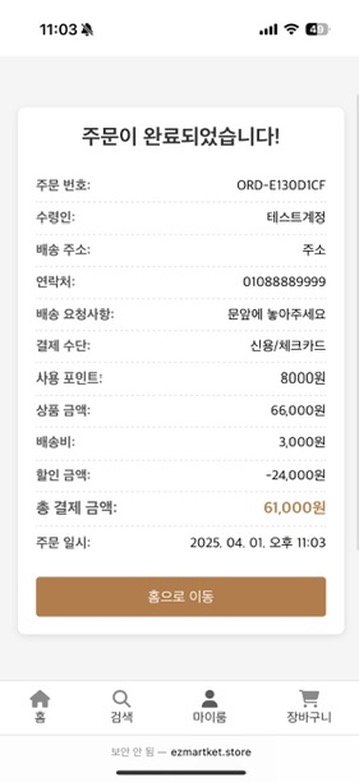 11:03
49
주문이 완료되었습니다!
주문 번호: ORD-E130D1CF
수령인: 테스트계정
배송 주소: 주소
연락처: 01088889999
배송 요청사항: 문앞에 놓아주세요
결제 수단: 신용/체크카드
사용 포인트: 8000원
상품 금액: 66,000원
배송비: 3,000원
할인 금액: -24,000원
총 결제 금액: 61,000원
주문 일시: 2025. 04. 01. 오후 11:03
홈으로 이동
홈 검색 마이룸 장바구니
보안 안 됨 — ezmartket.store